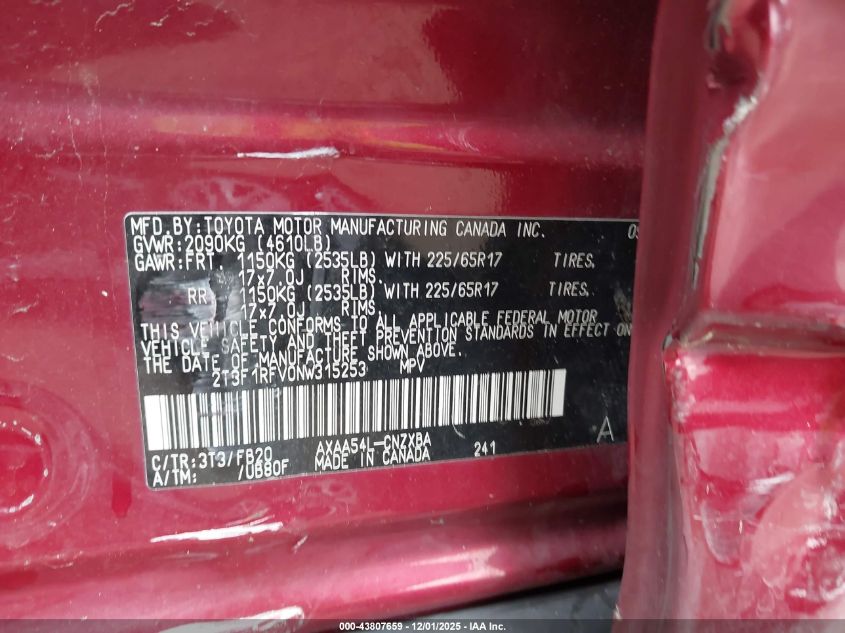 MFD. BY: TOYOTA MOTOR MANUFACTURING CANADA INC.
GVWR: 2090KG (4610LB)
GAWR: FRT. 1150KG (2535LB) WITH 225/65R17 TIRES,
17x7.0J RIMS
RR 1150KG (2535LB) WITH 225/65R17 TIRES,
17x7.0J RIMS
THIS VEHICLE CONFORMS TO ALL APPLICABLE FEDERAL MOTOR
VEHICLE SAFETY AND THEFT PREVENTION STANDARDS IN EFFECT ON
THE DATE OF MANUFACTURE SHOWN ABOVE.
2T3F1RFV0NW315253 MPV
C/TR: 3T3/FB20 AXAA54L-CNZXBA 241
A/TM: /UB80F MADE IN CANADA
A
IAA - 43807659 - 12/01/2025 - IAA Inc.